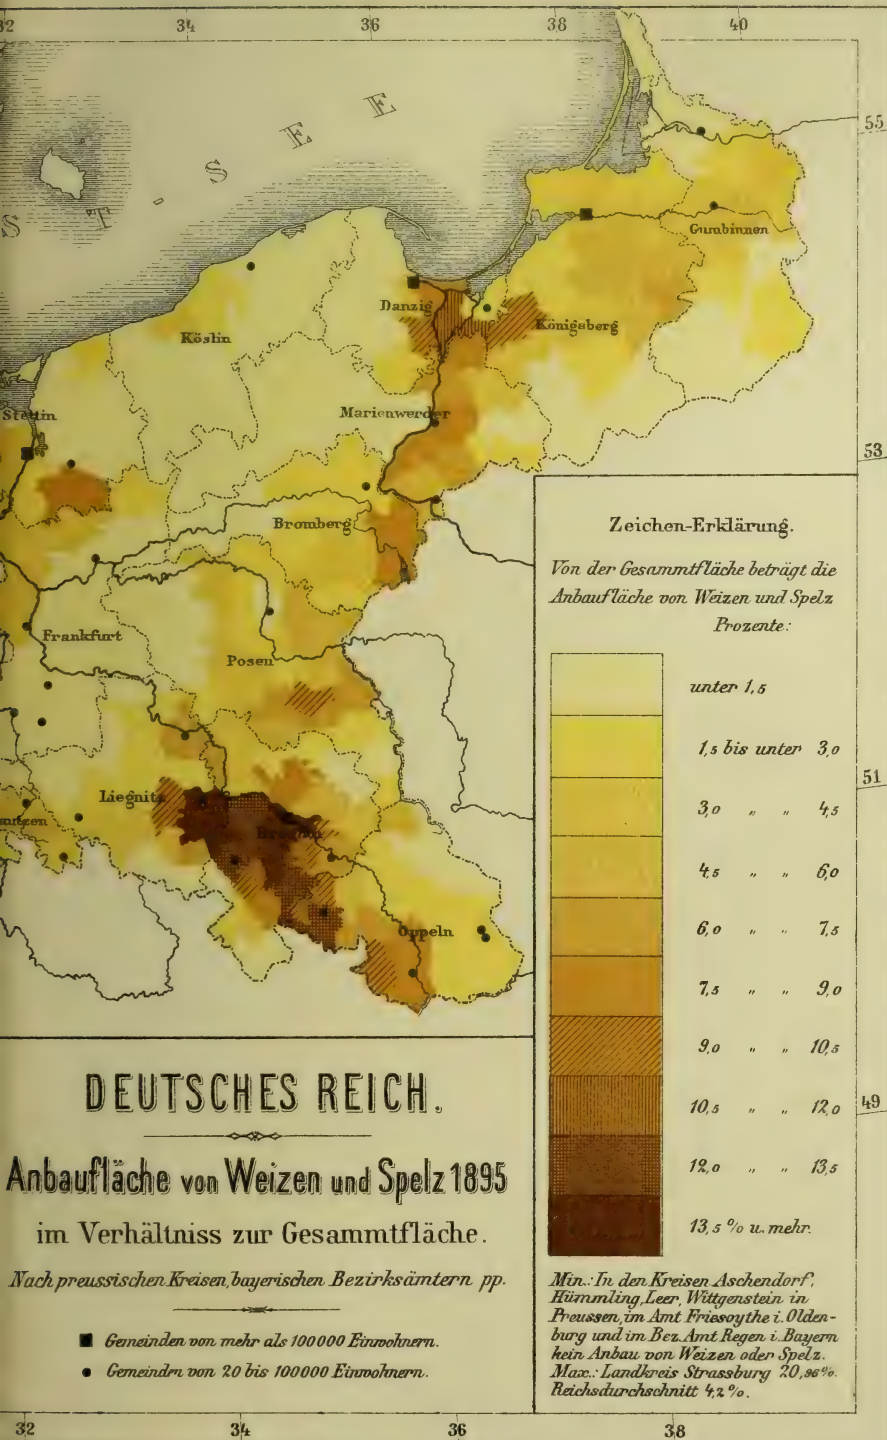 32 34 36 38 40
O S T - S E E
55
Gumbinnen
Danzig
Königsberg
Köslin
Stettin
Marienwerder
53
Bromberg
Frankfurt
Posen
51
Liegnitz
Breslau
Oppeln
Zeichen-Erklärung.
Von der Gesammtfläche beträgt die
Anbaufläche von Weizen und Spelz
Prozente:
unter 1,5
1,5 bis unter 3,0
3,0 „ „ 4,5
4,5 „ „ 6,0
6,0 „ „ 7,5
7,5 „ „ 9,0
9,0 „ „ 10,5
10,5 „ „ 12,0
12,0 „ „ 13,5
13,5 % u. mehr.
49
Min.: In den Kreisen Aschendorf,
Hümmling, Leer, Wittgenstein in
Preussen, im Amt Friesoythe i. Olden-
burg und im Bez. Amt Regen i. Bayern
kein Anbau von Weizen oder Spelz.
Max.: Landkreis Strassburg 20,96%.
Reichsdurchschnitt 4,2%.
DEUTSCHES REICH.
Anbaufläche von Weizen und Spelz 1895
im Verhältniss zur Gesammtfläche.
Nach preussischen Kreisen, bayerischen Bezirksämtern pp.
Gemeinden von mehr als 100000 Einwohnern.
Gemeinden von 20 bis 100000 Einwohnern.
32 34 36 38